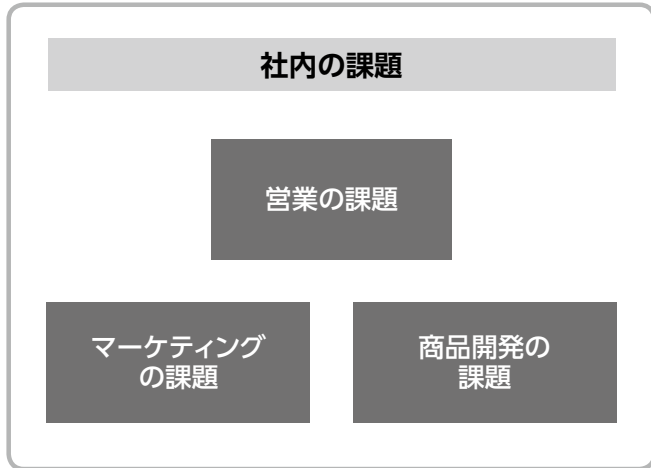 社内の課題
営業の課題
マーケティング
の課題
商品開発の
課題